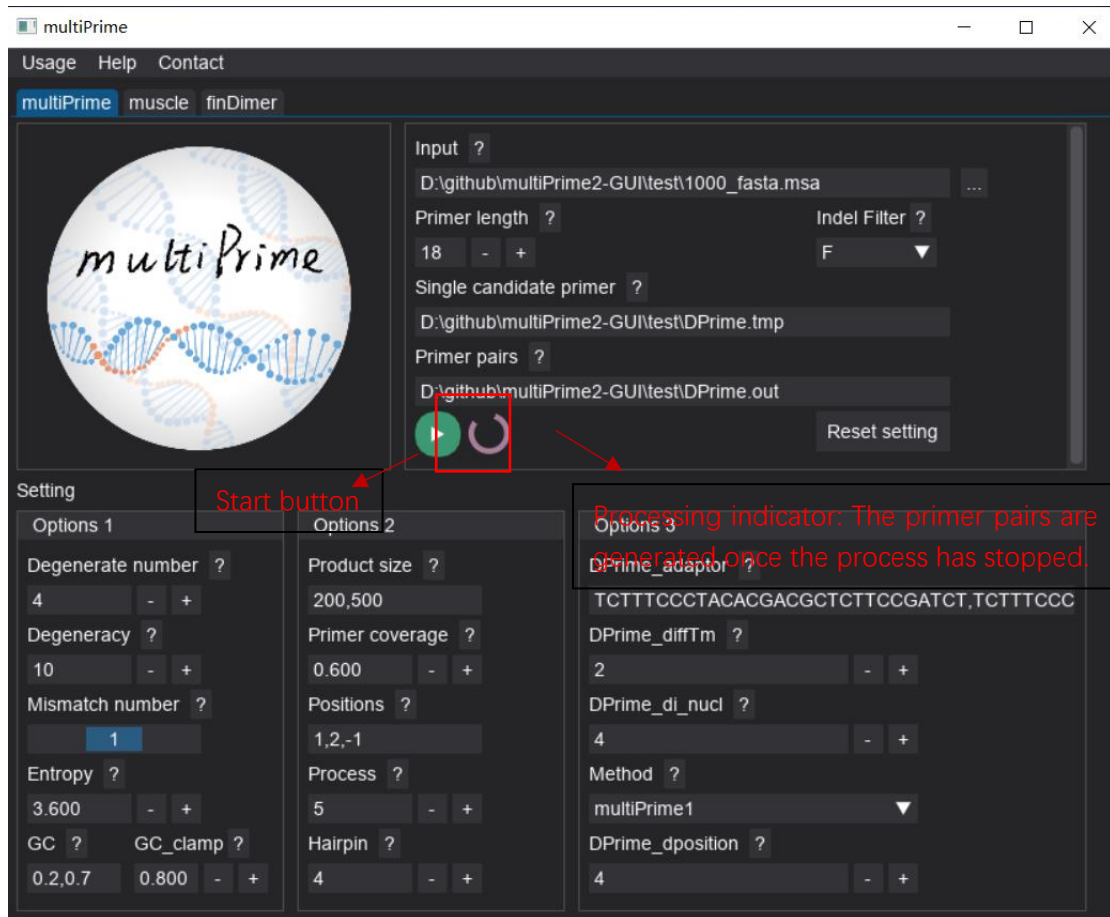 multiPrime
Usage Help Contact
multiPrime muscle finDimer
multiPrime
Input ?
D:\github\multiPrime2-GUI\test\1000_fasta.msa ...
Primer length ? Indel Filter ?
18 - + F
Single candidate primer ?
D:\github\multiPrime2-GUI\test\DPrime.tmp
Primer pairs ?
D:\github\multiPrime2-GUI\test\DPrime.out
Reset setting
Start button
Processing indicator: The primer pairs are
generated once the process has stopped.
Setting
Options 1
Degenerate number ?
4 - +
Degeneracy ?
10 - +
Mismatch number ?
1
Entropy ?
3.600 - +
GC ? GC_clamp ?
0.2,0.7 0.800 - +
Options 2
Product size ?
200,500
Primer coverage ?
0.600 - +
Positions ?
1,2,-1
Process ?
5 - +
Hairpin ?
4 - +
Options 3
DPrime_adaptor ?
TCTTTCCCTACACGACGCTCTTCCGATCT,TCTTTCCC
DPrime_diffTm ?
2 - +
DPrime_di_nucl ?
4 - +
Method ?
multiPrime1
DPrime_dposition ?
4 - +